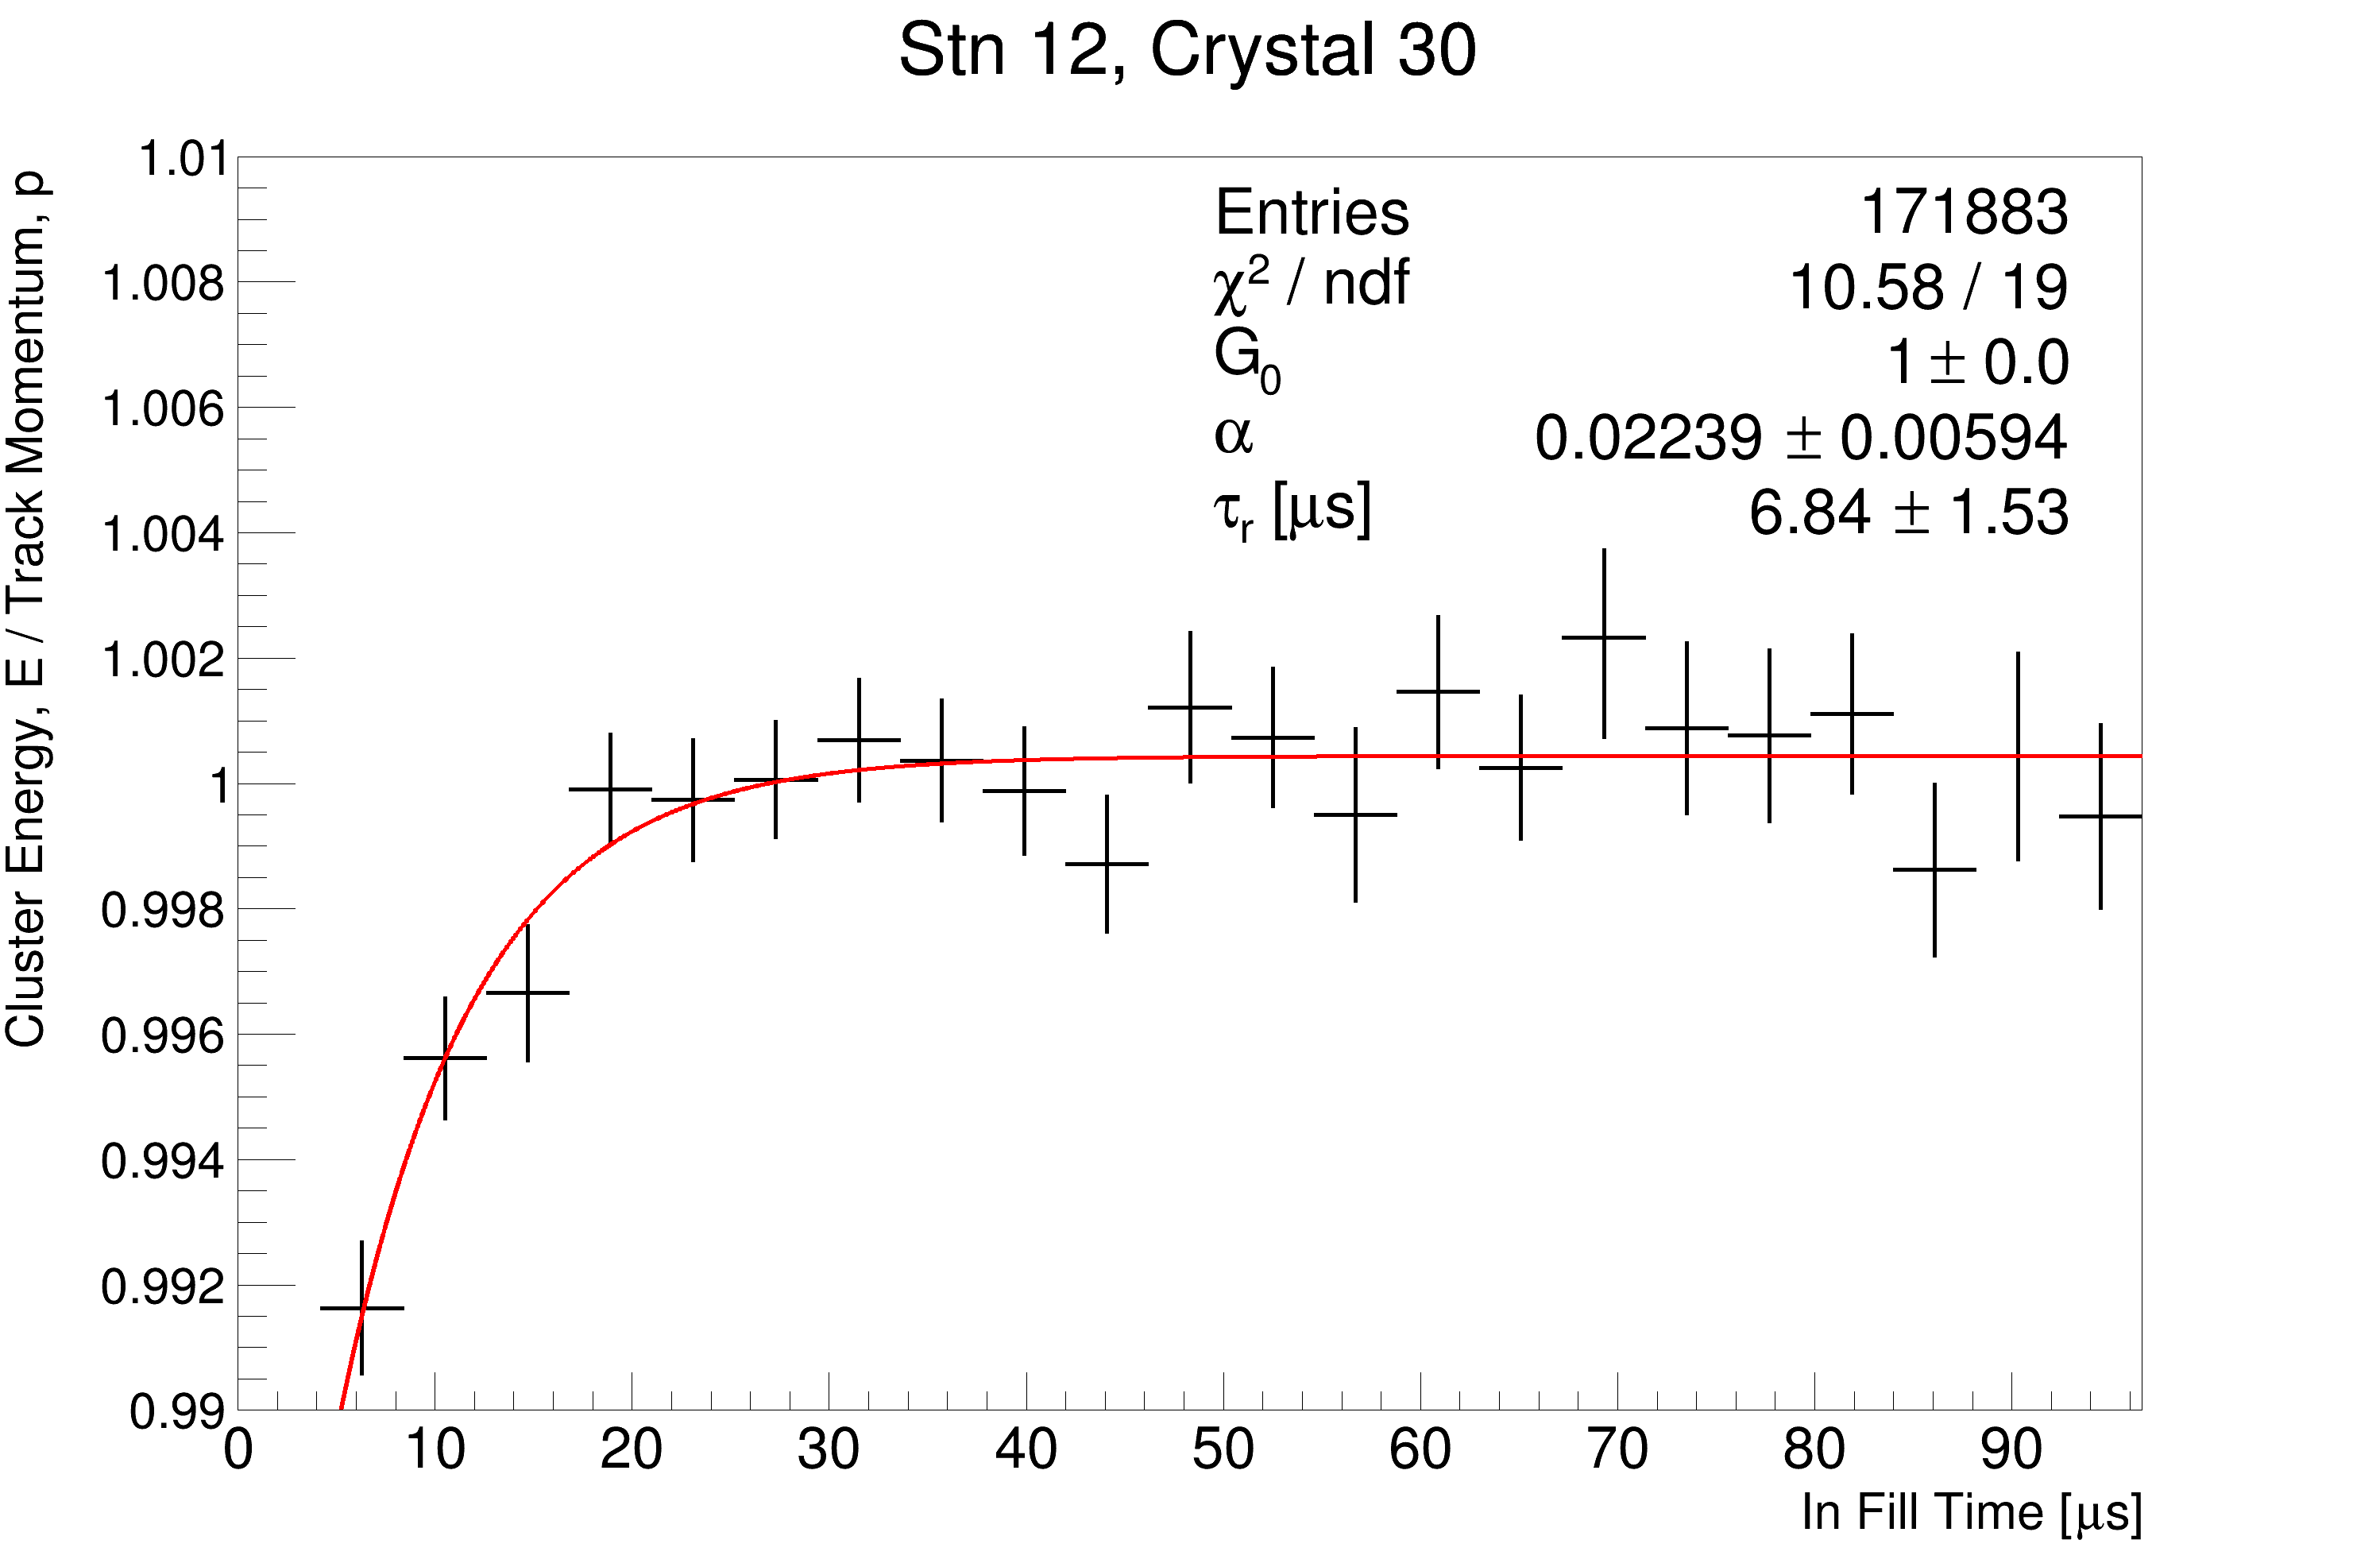 Stn 12, Crystal 30
Cluster Energy, E / Track Momentum, p
1.01
1.008
1.006
1.004
1.002
1
0.998
0.996
0.994
0.992
0.99
Entries 171883
χ² / ndf 10.58 / 19
G₀ 1 ± 0.0
α 0.02239 ± 0.00594
τᵣ [μs] 6.84 ± 1.53
0 10 20 30 40 50 60 70 80 90
In Fill Time [μs]